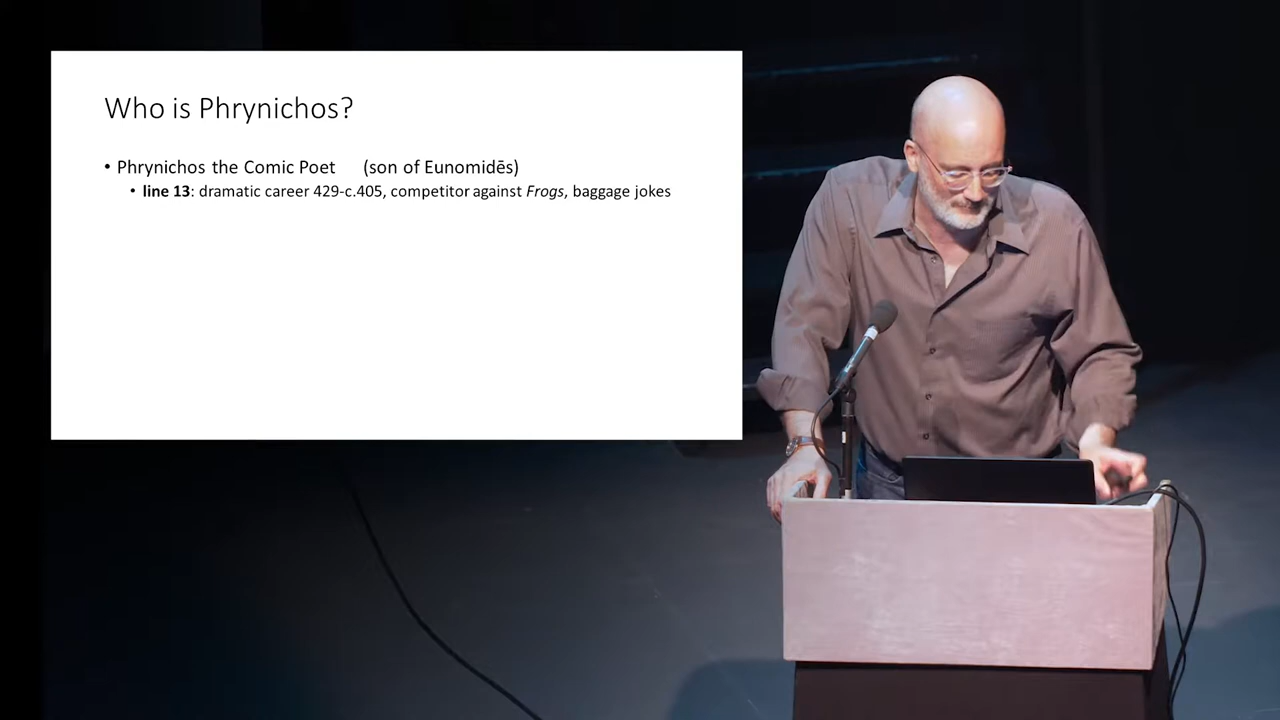 Who is Phrynichos?
• Phrynichos the Comic Poet (son of Eunomidēs)
• line 13: dramatic career 429-c.405, competitor against Frogs, baggage jokes